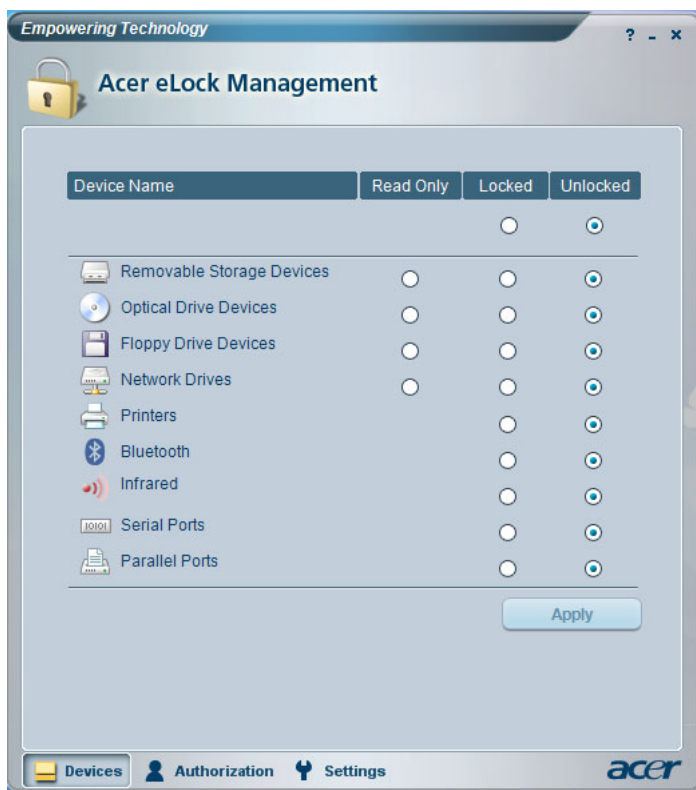 Empowering Technology
? - x
Acer eLock Management
Device Name Read Only Locked Unlocked
Removable Storage Devices
Optical Drive Devices
Floppy Drive Devices
Network Drives
Printers
Bluetooth
Infrared
10101 Serial Ports
Parallel Ports
Apply
Devices Authorization Settings acer